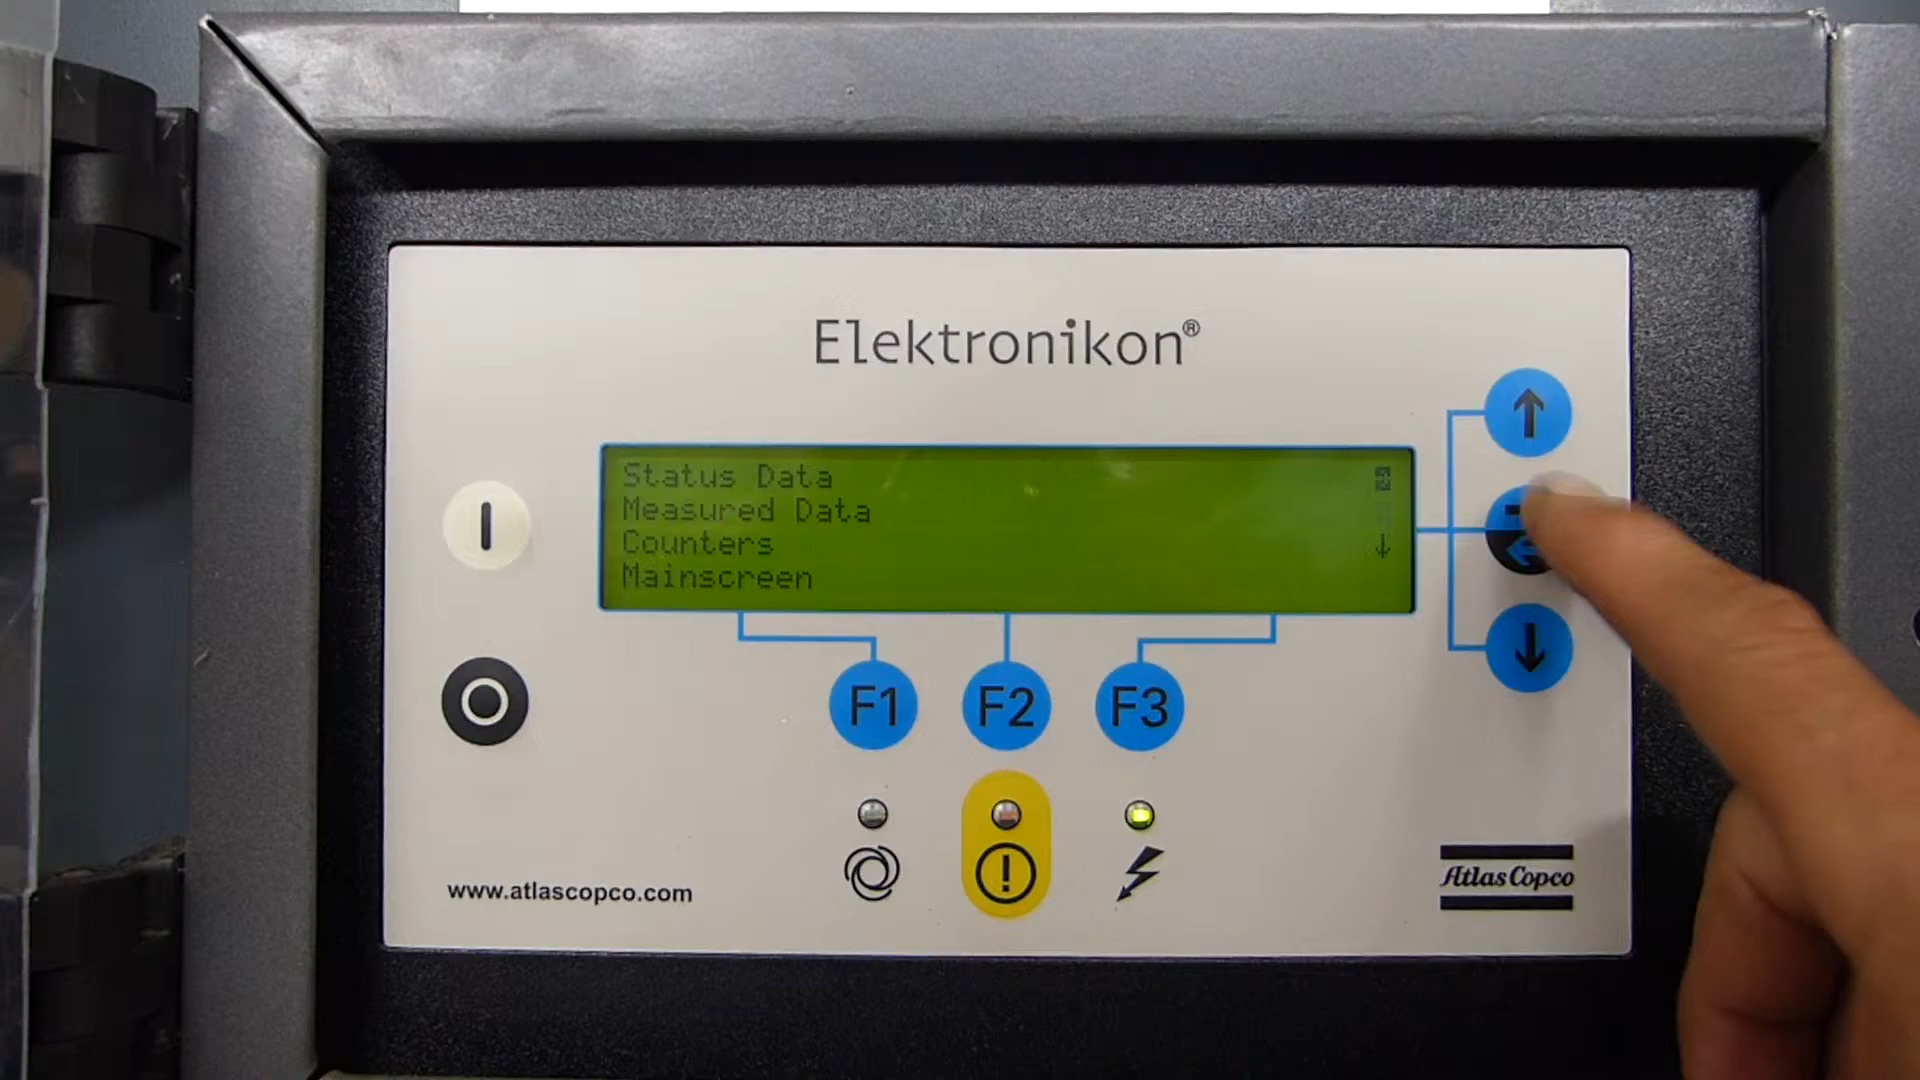 Elektronikon®
Status Data
Measured Data
Counters
Mainscreen
F1 F2 F3
www.atlascopco.com
Atlas Copco